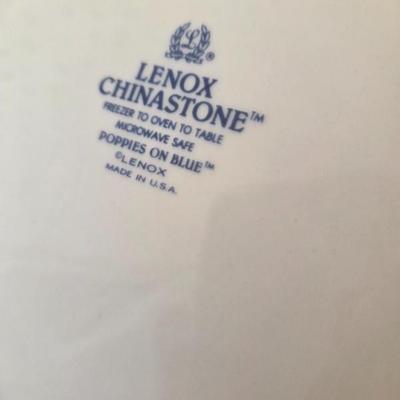 L®
LENOX
CHINASTONE™
FREEZER TO OVEN TO TABLE
MICROWAVE SAFE
POPPIES ON BLUE™
©LENOX
MADE IN U.S.A.